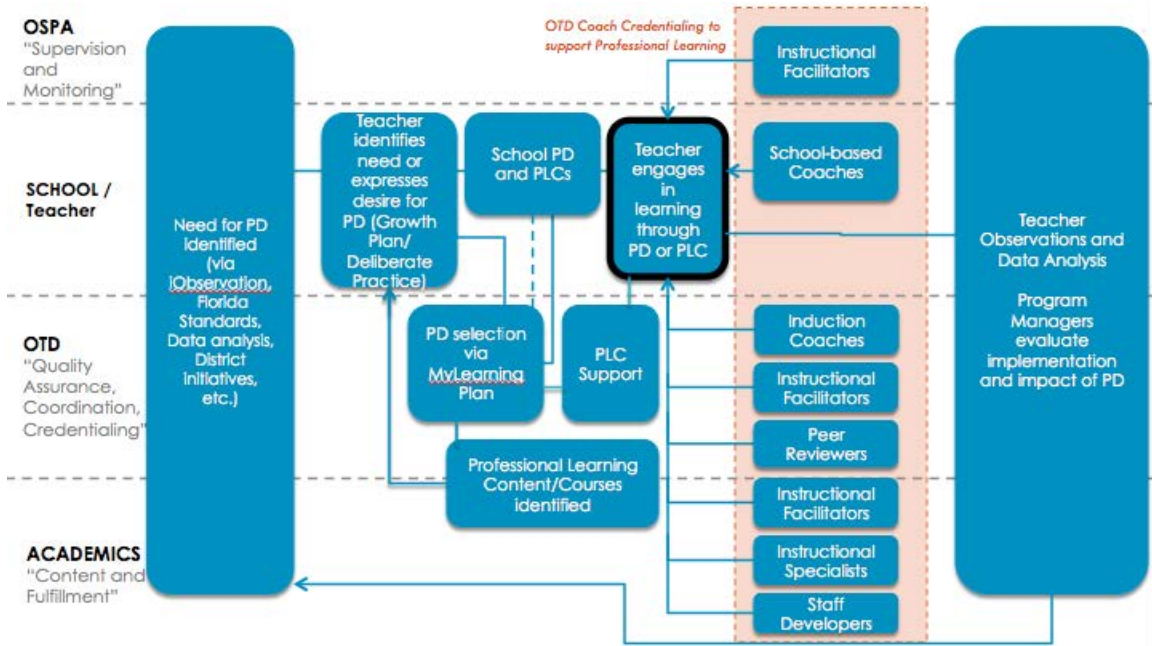 OSPA
“Supervision
and
Monitoring”
SCHOOL /
Teacher
OTD
“Quality
Assurance,
Coordination,
Credentialing”
ACADEMICS
“Content and
Fulfillment”
Need for PD
identified
(via
iObservation,
Florida
Standards,
Data analysis,
District
initiatives,
etc.)
Teacher
identifies
need or
expresses
desire for
PD (Growth
Plan/
Deliberate
Practice)
School PD
and PLCs
PD selection
via
MyLearning
Plan
PLC
Support
Professional Learning
Content/Courses
identified
Teacher
engages
in
learning
through
PD or PLC
OTD Coach Credentialing to
support Professional Learning
Instructional
Facilitators
School-based
Coaches
Induction
Coaches
Instructional
Facilitators
Peer
Reviewers
Instructional
Facilitators
Instructional
Specialists
Staff
Developers
Teacher
Observations and
Data Analysis
Program
Managers
evaluate
implementation
and impact of PD